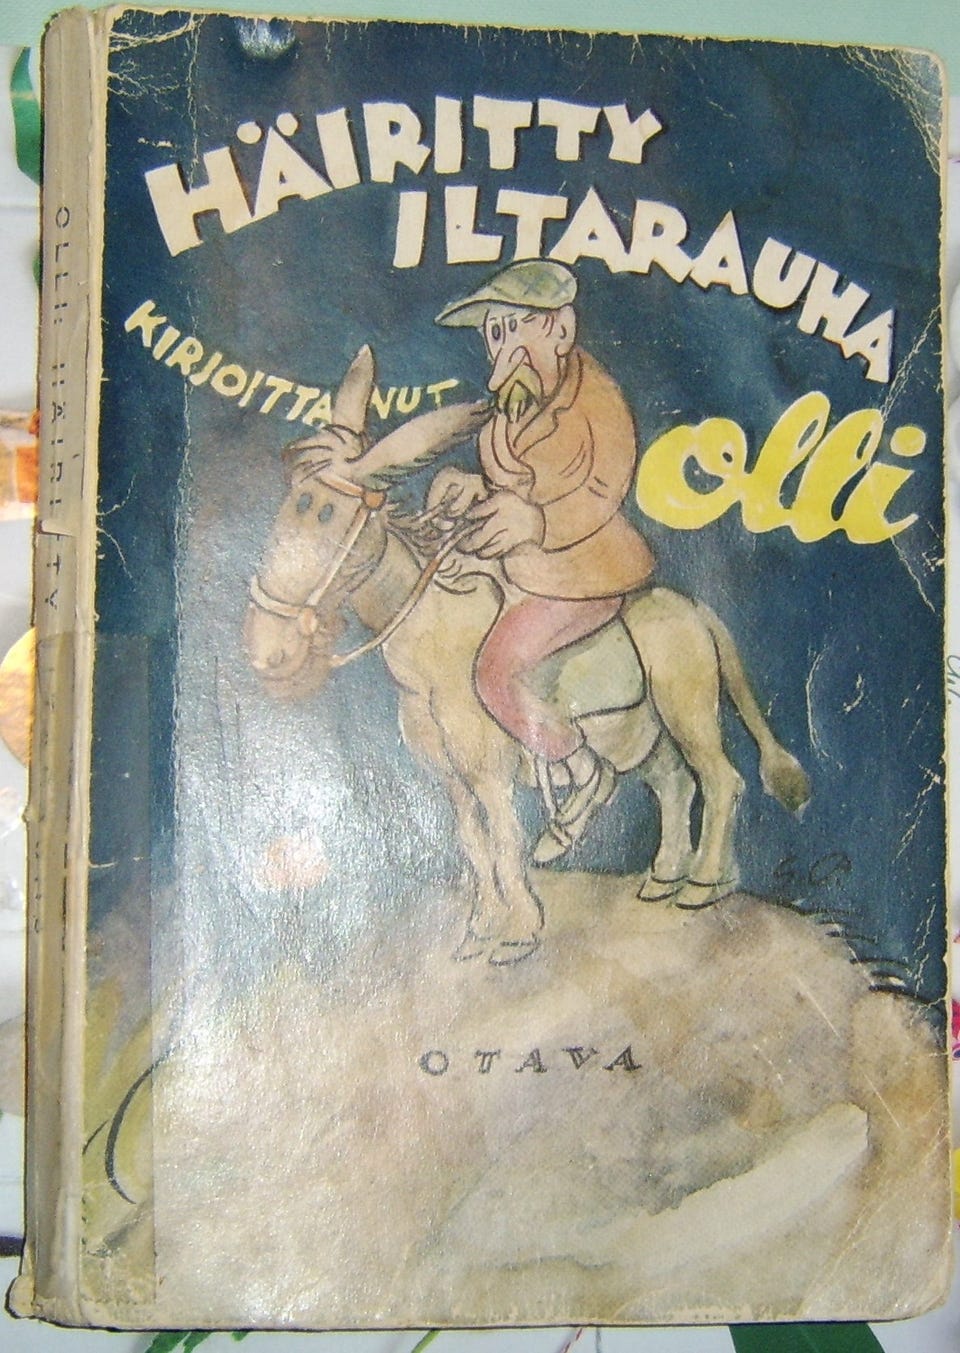 HÄIRITTY
ILTARAUHA
KIRJOITTANUT
olli
OTAVA
OLLI: HÄIRITTY